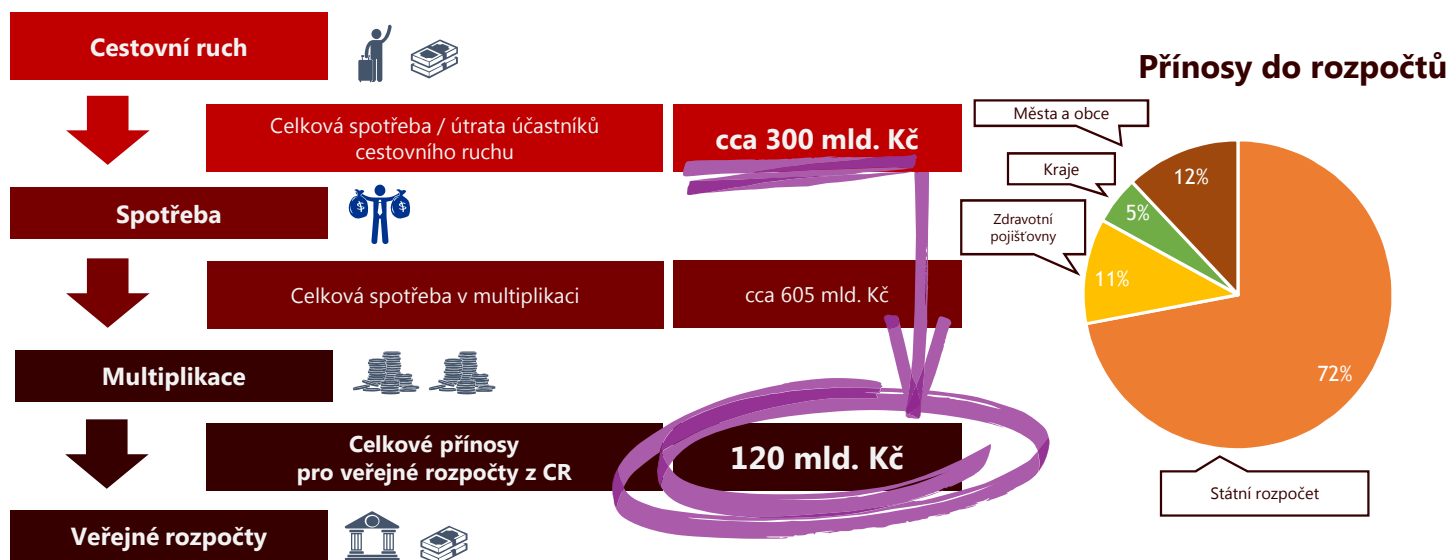 Cestovní ruch
Celková spotřeba / útrata účastníků
cestovního ruchu
cca 300 mld. Kč
Spotřeba
Celková spotřeba v multiplikaci
cca 605 mld. Kč
Multiplikace
Celkové přínosy
pro veřejné rozpočty z CR
120 mld. Kč
Veřejné rozpočty
Přínosy do rozpočtů
Města a obce
Kraje
Zdravotní
pojišťovny
12%
5%
11%
72%
Státní rozpočet